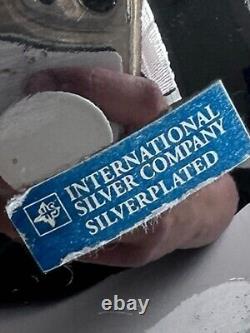 INTERNATIONAL
SILVER COMPANY
SILVERPLATED
ebay